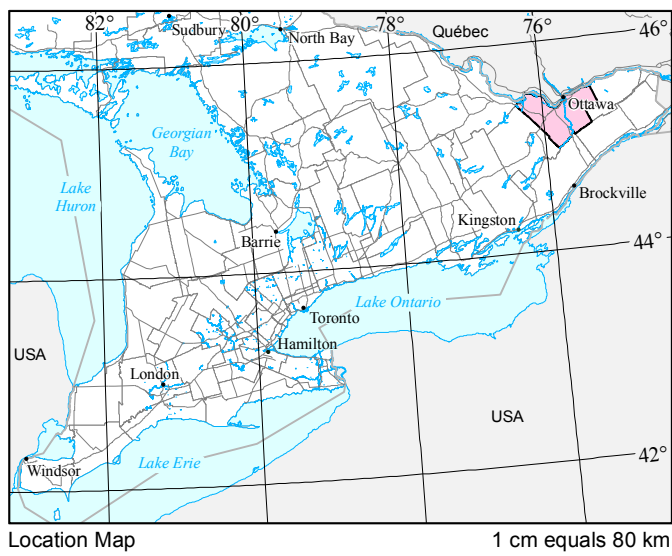 82
80
78
76
46°
Sudbury
North Bay
Québec
Ottawa
Georgian
Bay
Lake
Huron
Brockville
Kingston
Barrie
44°
Lake Ontario
Toronto
USA
Hamilton
London
USA
42°
Lake Erie
Windsor
Location Map
1 cm equals 80 km